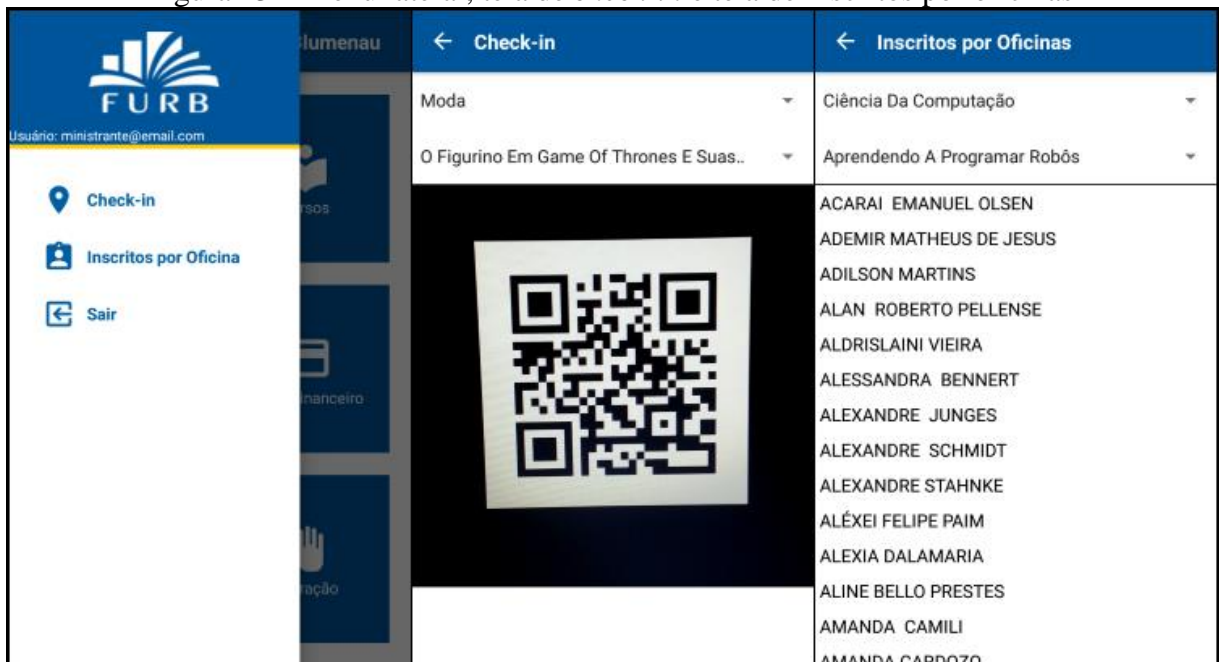 FURB
Usuário: ministrante@email.com
Check-in
Inscritos por Oficina
Sair
lumenau
rsos
inanceiro
ração
Check-in
Moda
O Figurino Em Game Of Thrones E Suas..
Inscritos por Oficinas
Ciência Da Computação
Aprendendo A Programar Robôs
ACARAI EMANUEL OLSEN
ADEMIR MATHEUS DE JESUS
ADILSON MARTINS
ALAN ROBERTO PELLENSE
ALDRISLAINI VIEIRA
ALESSANDRA BENNERT
ALEXANDRE JUNGES
ALEXANDRE SCHMIDT
ALEXANDRE STAHNKE
ALÉXEI FELIPE PAIM
ALEXIA DALAMARIA
ALINE BELLO PRESTES
AMANDA CAMILI
AMANDA CARDOZO